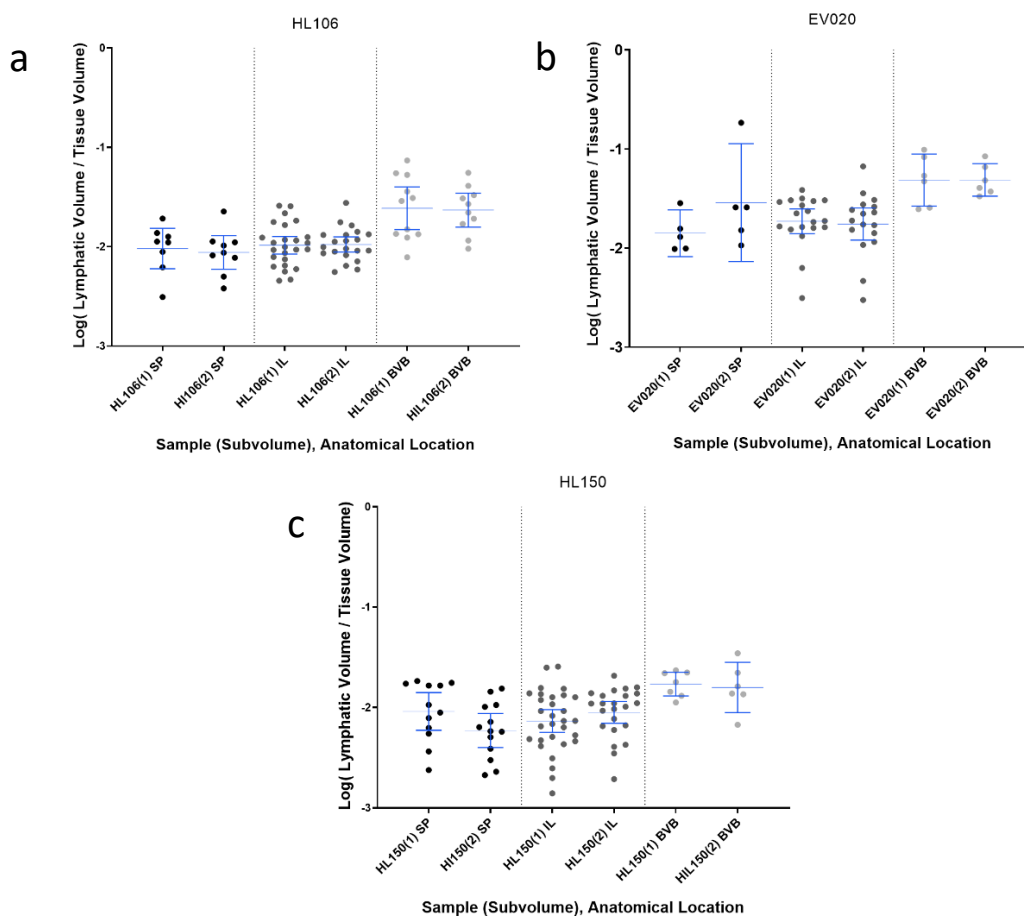 a
HL106
Log( Lymphatic Volume / Tissue Volume)
0
-1
-2
-3
HL106(1) SP
HI106(2) SP
HL106(1) IL
HL106(2) IL
HL106(1) BVB
HIL106(2) BVB
Sample (Subvolume), Anatomical Location
b
EV020
Log( Lymphatic Volume / Tissue Volume)
0
-1
-2
-3
EV020(1) SP
EV020(2) SP
EV020(1) IL
EV020(2) IL
EV020(1) BVB
EV020(2) BVB
Sample (Subvolume), Anatomical Location
c
HL150
Log( Lymphatic Volume / Tissue Volume)
0
-1
-2
-3
HL150(1) SP
HI150(2) SP
HL150(1) IL
HL150(2) IL
HL150(1) BVB
HIL150(2) BVB
Sample (Subvolume), Anatomical Location